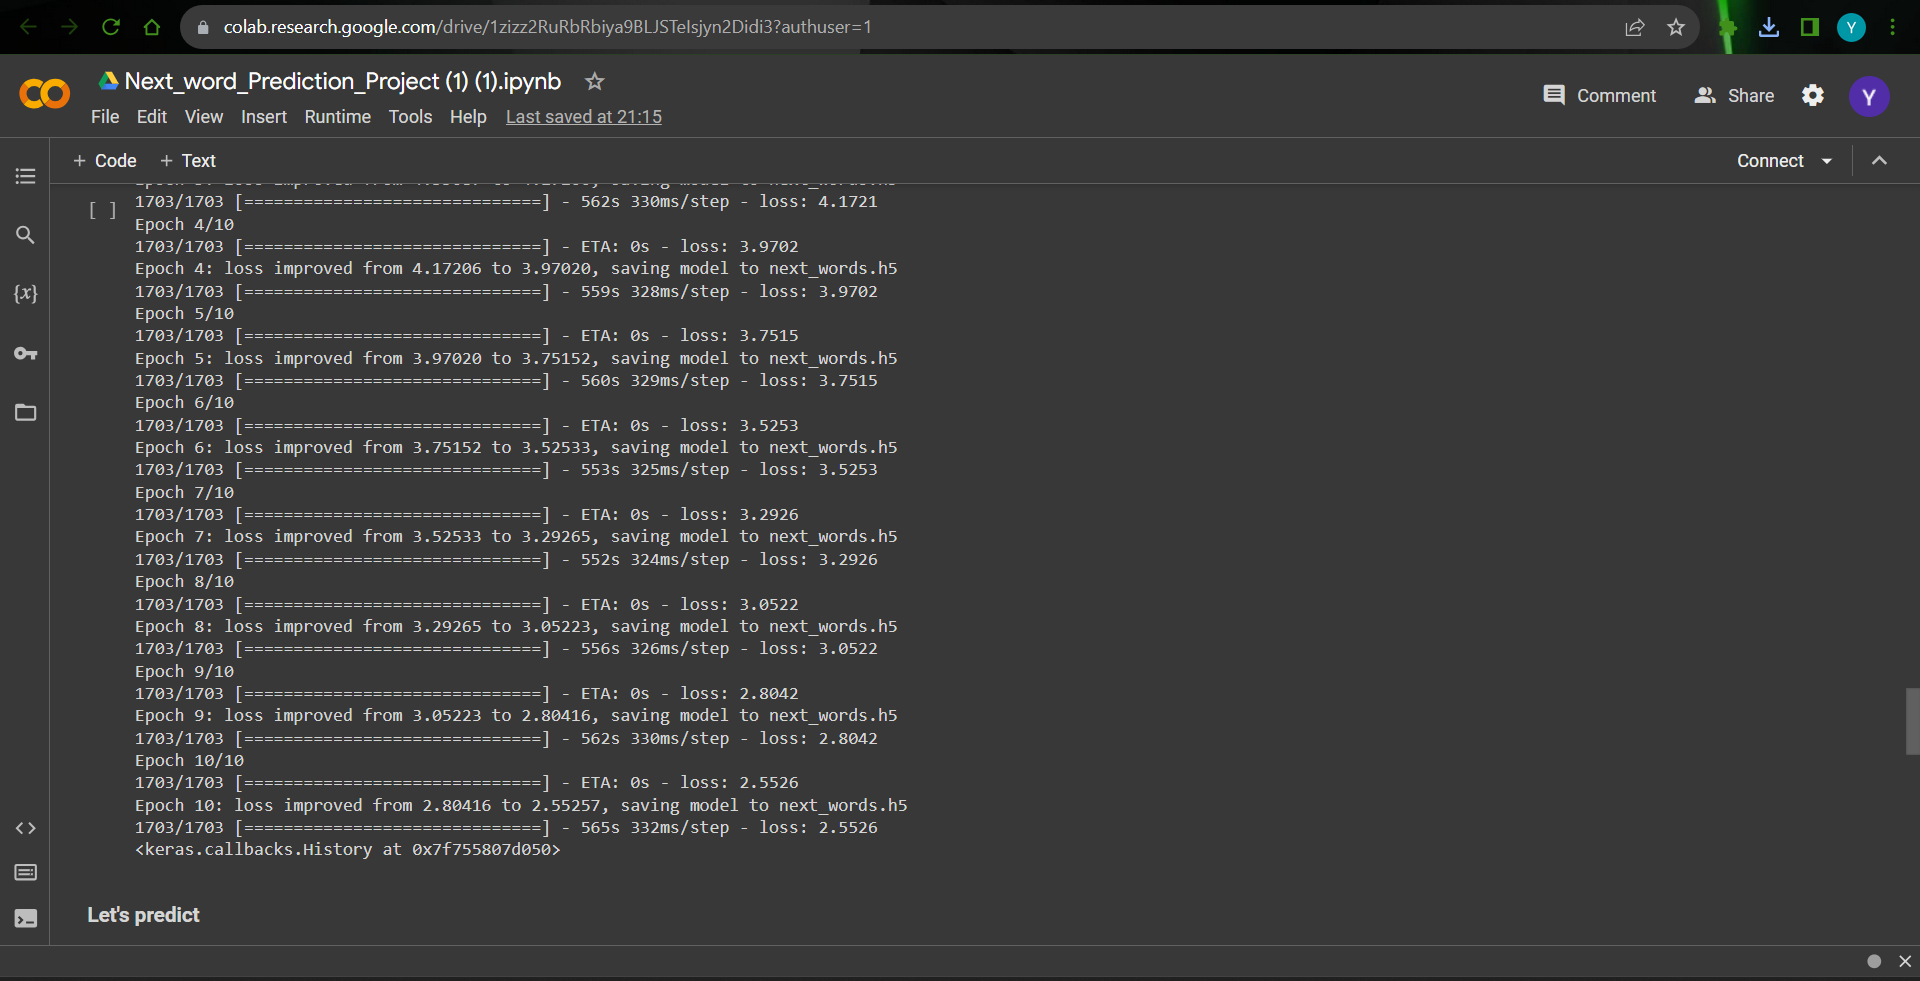 colab.research.google.com/drive/1zizz2RuRbRbiya9BLJSTeIsjyn2Didi3?authuser=1
Y
Next_word_Prediction_Project (1) (1).ipynb
Comment
Share
Y
File Edit View Insert Runtime Tools Help Last saved at 21:15
+ Code + Text
Connect
[ ]
1703/1703 [==============================] - 562s 330ms/step - loss: 4.1721
Epoch 4/10
1703/1703 [==============================] - ETA: 0s - loss: 3.9702
Epoch 4: loss improved from 4.17206 to 3.97020, saving model to next_words.h5
1703/1703 [==============================] - 559s 328ms/step - loss: 3.9702
Epoch 5/10
1703/1703 [==============================] - ETA: 0s - loss: 3.7515
Epoch 5: loss improved from 3.97020 to 3.75152, saving model to next_words.h5
1703/1703 [==============================] - 560s 329ms/step - loss: 3.7515
Epoch 6/10
1703/1703 [==============================] - ETA: 0s - loss: 3.5253
Epoch 6: loss improved from 3.75152 to 3.52533, saving model to next_words.h5
1703/1703 [==============================] - 553s 325ms/step - loss: 3.5253
Epoch 7/10
1703/1703 [==============================] - ETA: 0s - loss: 3.2926
Epoch 7: loss improved from 3.52533 to 3.29265, saving model to next_words.h5
1703/1703 [==============================] - 552s 324ms/step - loss: 3.2926
Epoch 8/10
1703/1703 [==============================] - ETA: 0s - loss: 3.0522
Epoch 8: loss improved from 3.29265 to 3.05223, saving model to next_words.h5
1703/1703 [==============================] - 556s 326ms/step - loss: 3.0522
Epoch 9/10
1703/1703 [==============================] - ETA: 0s - loss: 2.8042
Epoch 9: loss improved from 3.05223 to 2.80416, saving model to next_words.h5
1703/1703 [==============================] - 562s 330ms/step - loss: 2.8042
Epoch 10/10
1703/1703 [==============================] - ETA: 0s - loss: 2.5526
Epoch 10: loss improved from 2.80416 to 2.55257, saving model to next_words.h5
1703/1703 [==============================] - 565s 332ms/step - loss: 2.5526
<keras.callbacks.History at 0x7f755807d050>
Let's predict